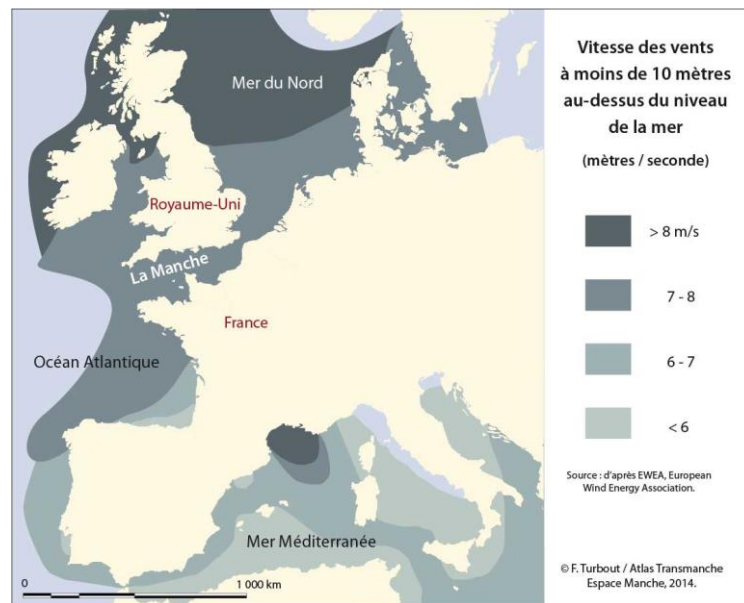 Vitesse des vents
à moins de 10 mètres
au-dessus du niveau
de la mer
(mètres / seconde)
> 8 m/s
7 - 8
6 - 7
< 6
Source : d'après EWEA, European
Wind Energy Association.
© F. Turbout / Atlas Transmanche
Espace Manche, 2014.
Mer du Nord
Royaume-Uni
La Manche
France
Océan Atlantique
Mer Méditerranée
0
1 000 km